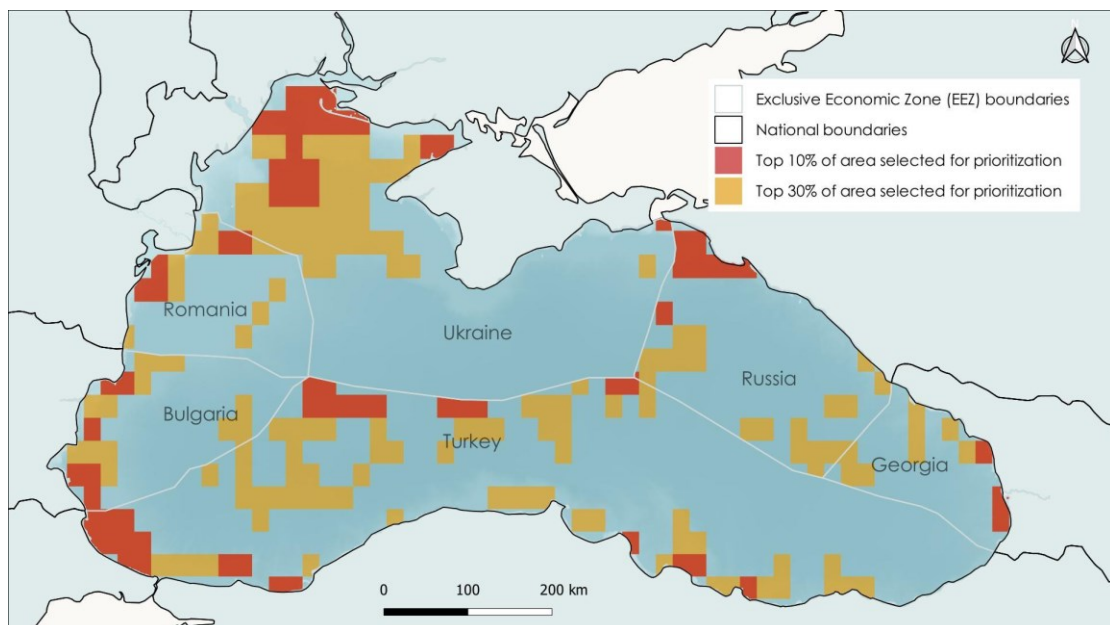 N
Exclusive Economic Zone (EEZ) boundaries
National boundaries
Top 10% of area selected for prioritization
Top 30% of area selected for prioritization
Romania
Ukraine
Russia
Bulgaria
Turkey
Georgia
0 100 200 km